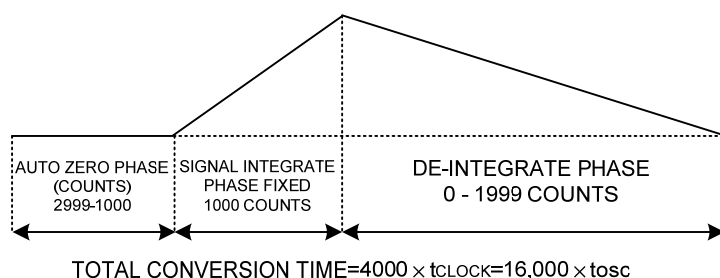 AUTO ZERO PHASE
(COUNTS)
2999-1000
SIGNAL INTEGRATE
PHASE FIXED
1000 COUNTS
DE-INTEGRATE PHASE
0 - 1999 COUNTS
TOTAL CONVERSION TIME=4000 × tCLOCK=16,000 × tosc